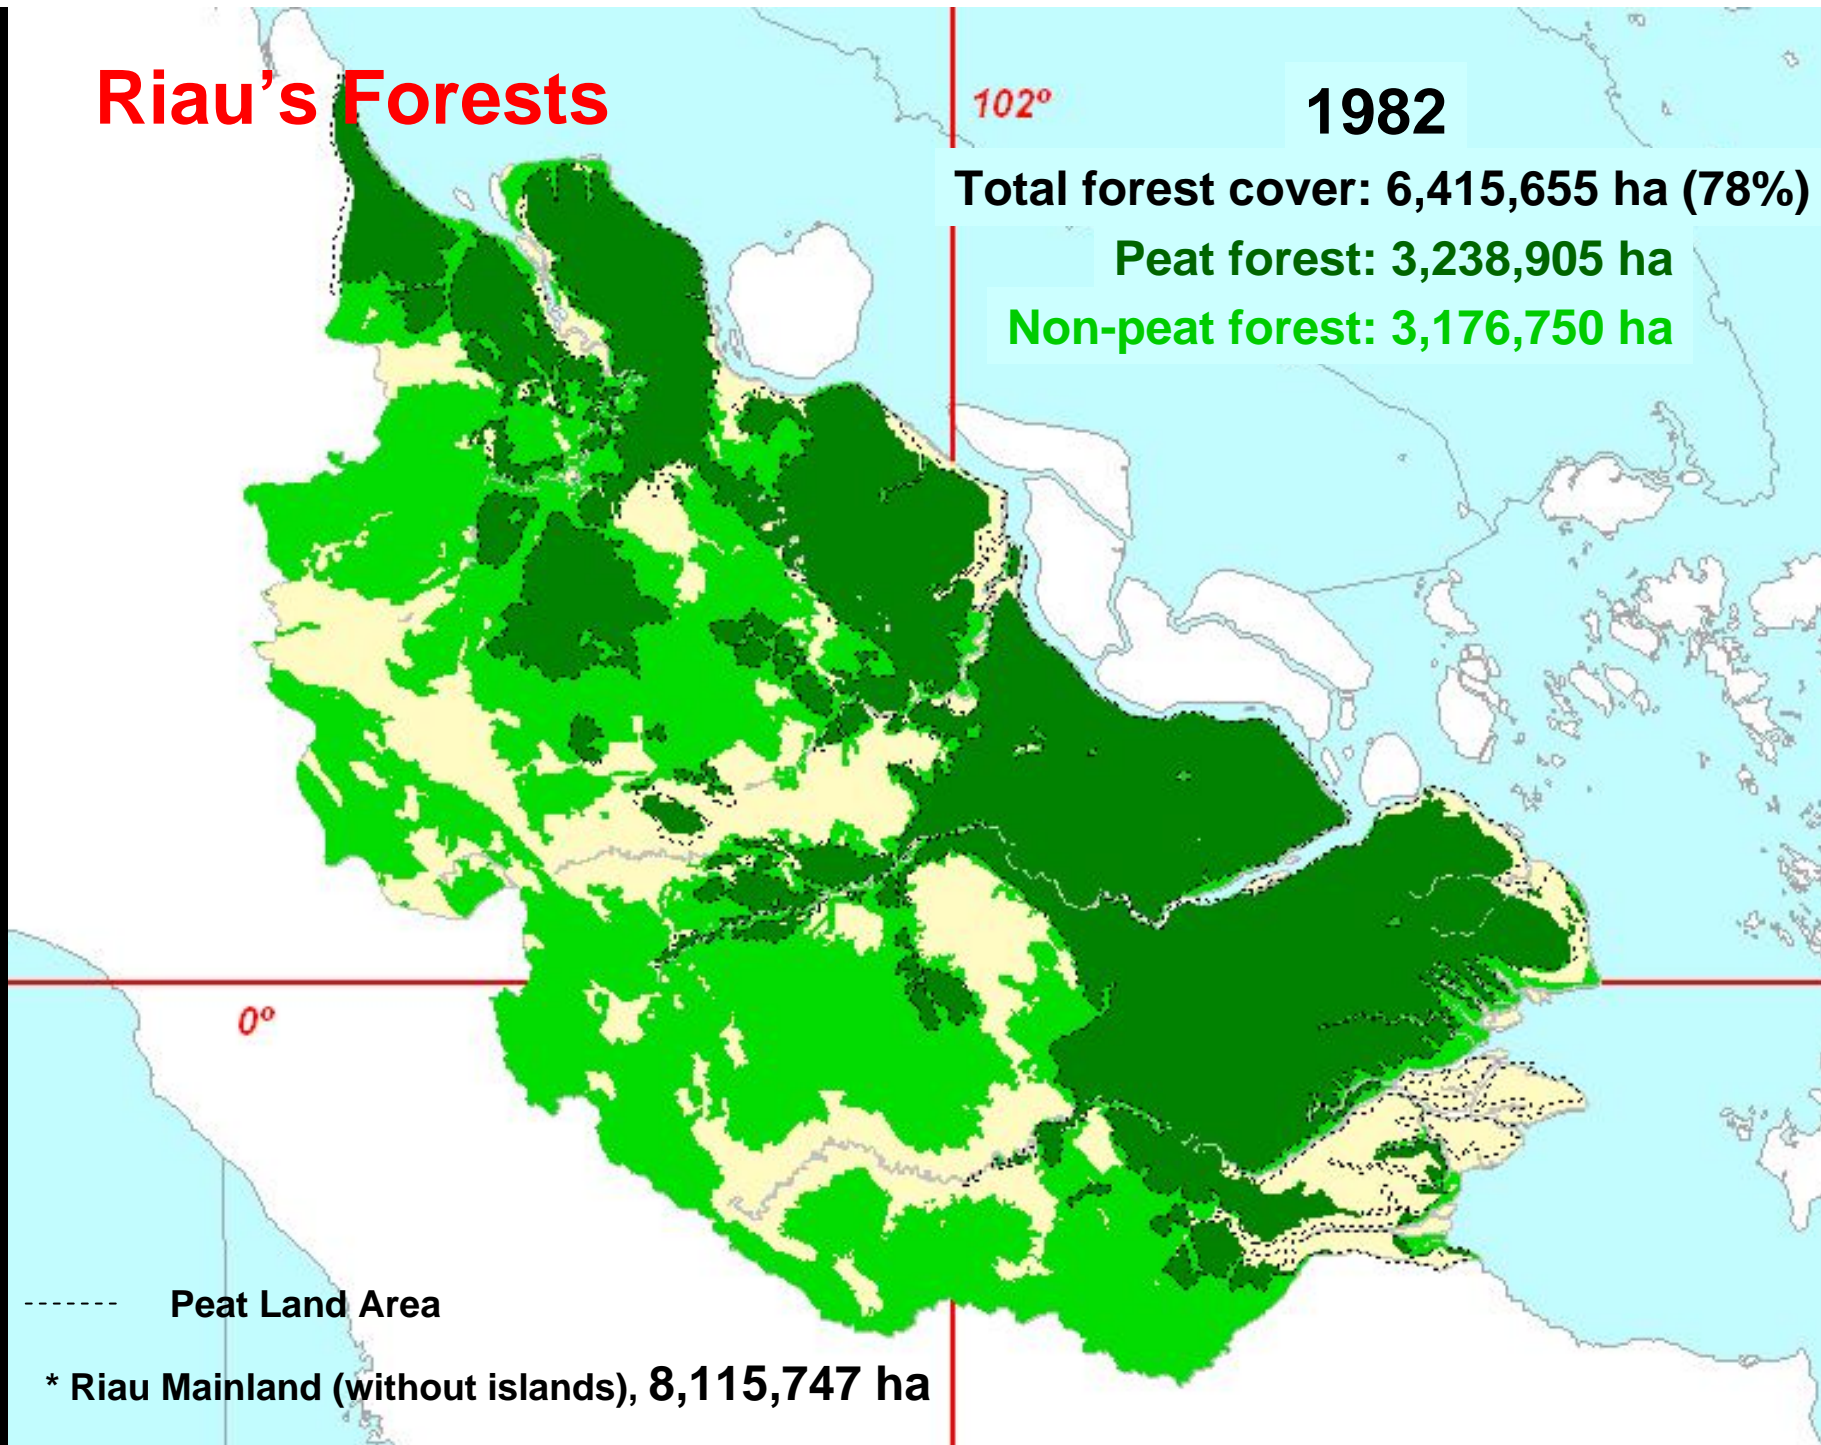 Riau’s Forests
102º
1982
Total forest cover: 6,415,655 ha (78%)
Peat forest: 3,238,905 ha
Non-peat forest: 3,176,750 ha
0º
------- Peat Land Area
* Riau Mainland (without islands), 8,115,747 ha